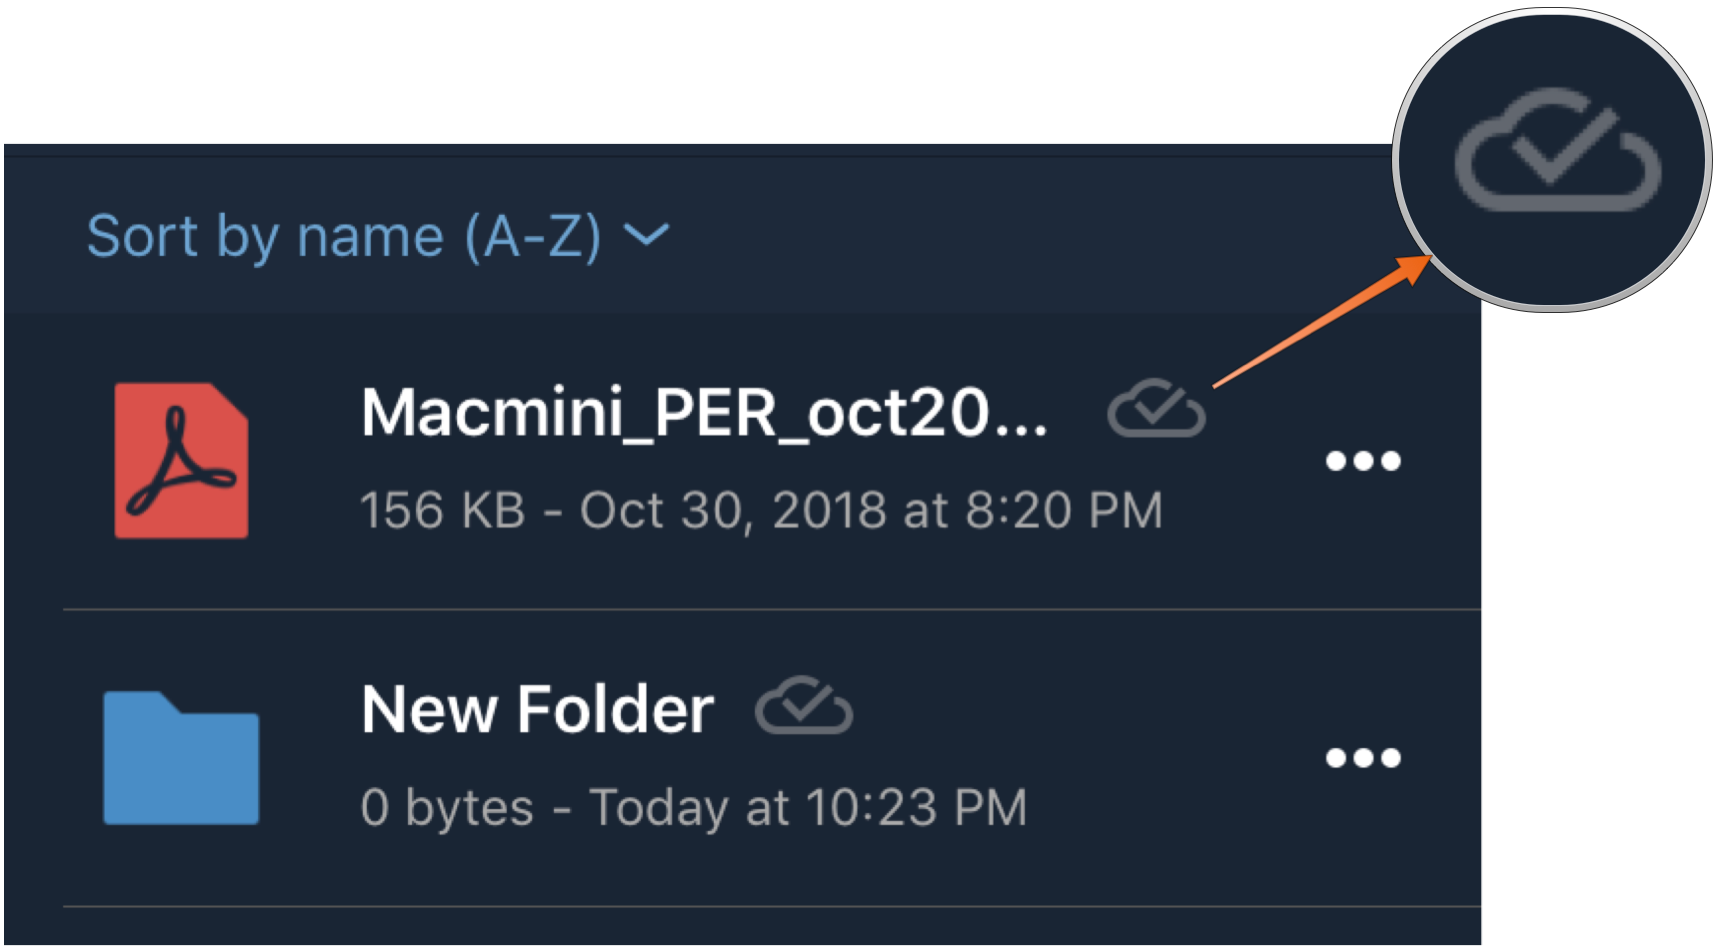 Sort by name (A-Z)
Macmini_PER_oct20...
156 KB - Oct 30, 2018 at 8:20 PM
New Folder
0 bytes - Today at 10:23 PM